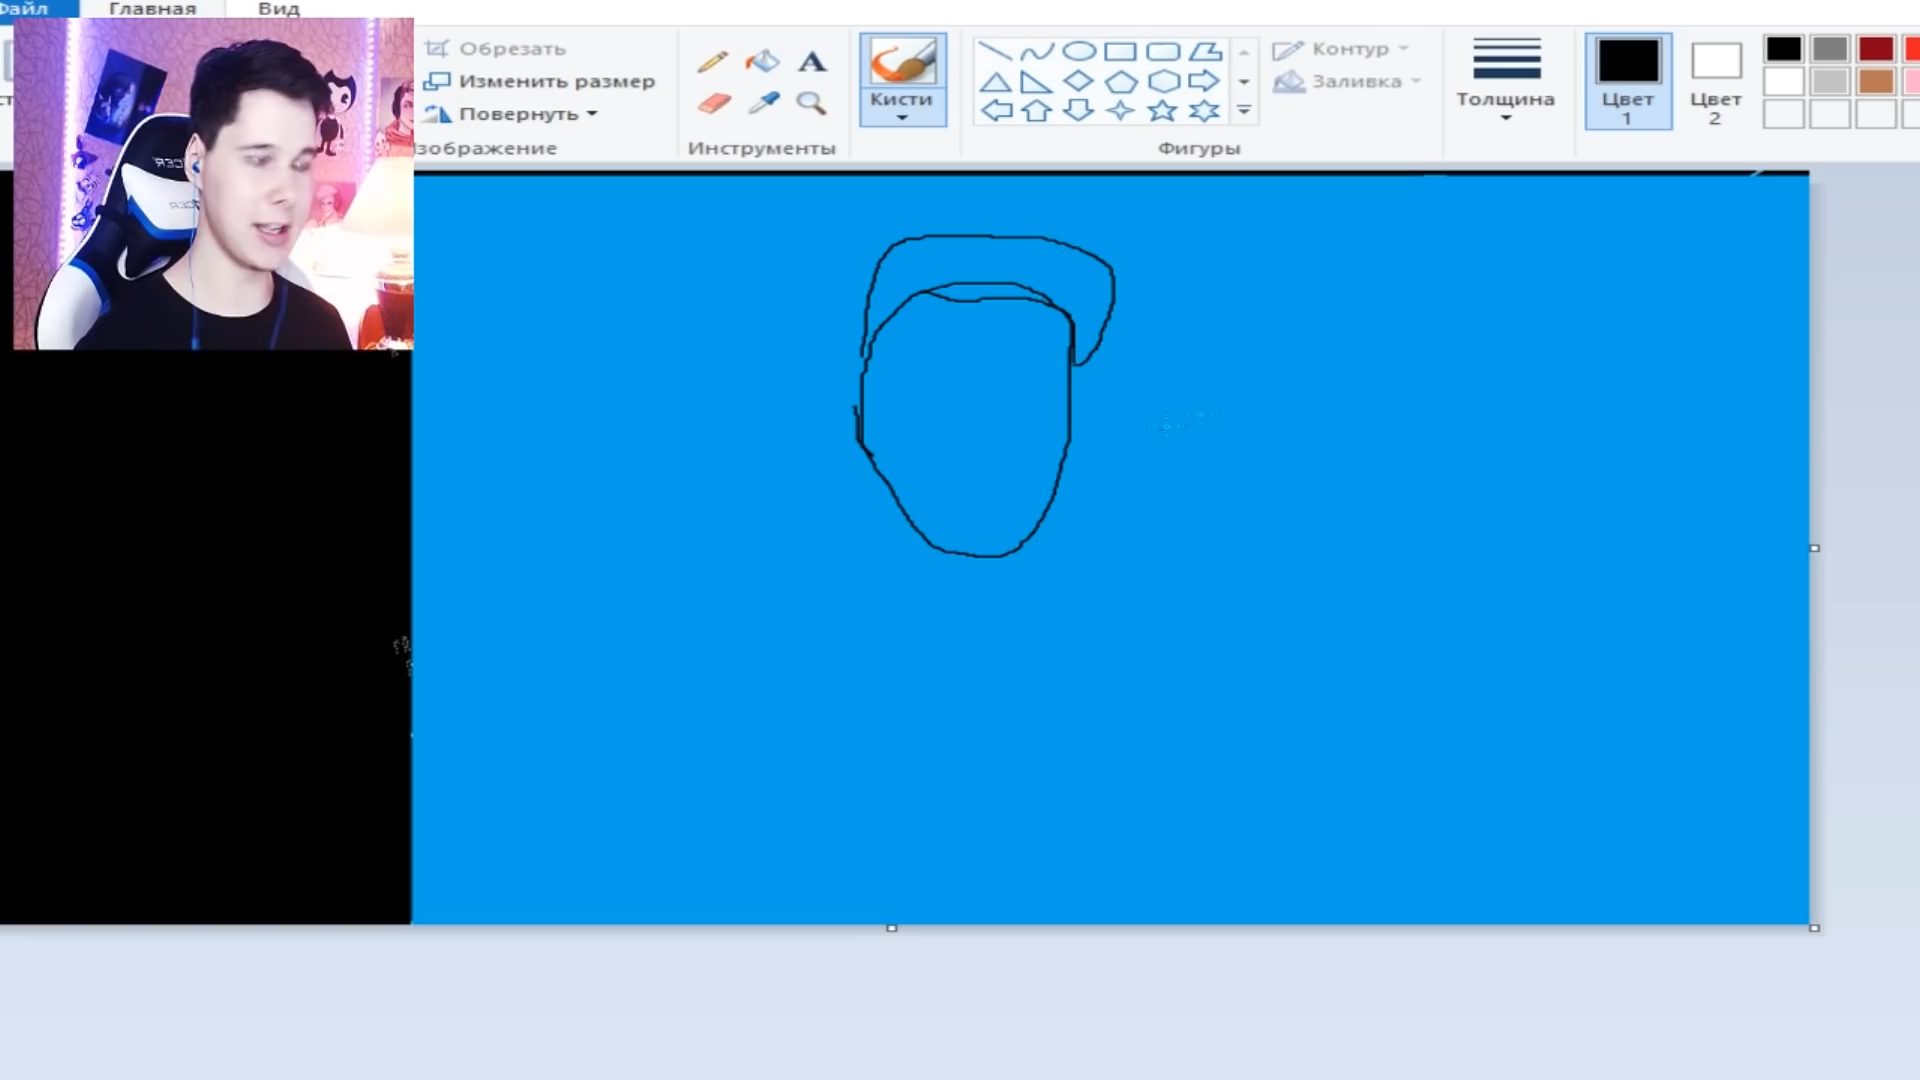 Файл Главная Вид
Обрезать
Изменить размер
Повернуть
зображение
A
Инструменты
Кисти
Фигуры
Контур
Заливка
Толщина
Цвет
1
Цвет
2